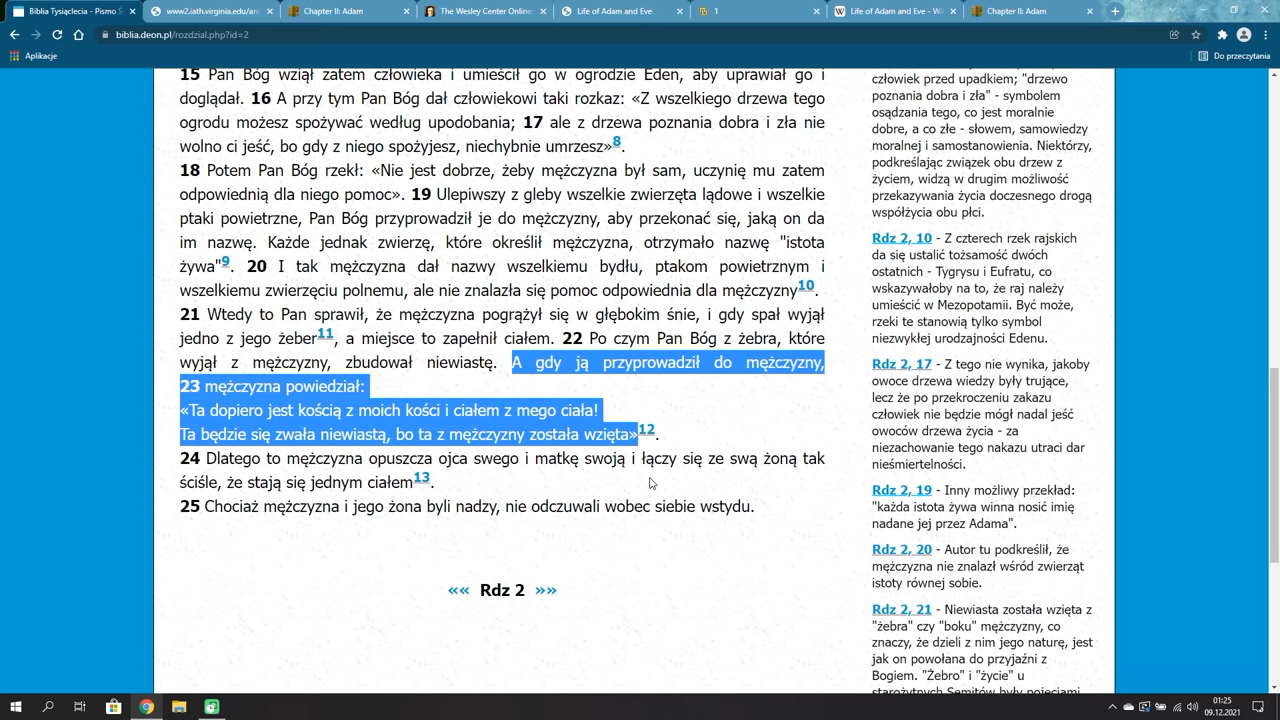 Biblia Tysiąclecia - Pismo Ś
www2.iath.virginia.edu/an
Chapter II: Adam
The Wesley Center Online:
Life of Adam and Eve
1
Life of Adam and Eve - Wi
Chapter II: Adam
biblia.deon.pl/rozdzial.php?id=2
Aplikacje
Do przeczytania
15 Pan Bóg wziął zatem człowieka i umieścił go w ogrodzie Eden, aby uprawiał go i
doglądał. 16 A przy tym Pan Bóg dał człowiekowi taki rozkaz: «Z wszelkiego drzewa tego
ogrodu możesz spożywać według upodobania; 17 ale z drzewa poznania dobra i zła nie
wolno ci jeść, bo gdy z niego spożyjesz, niechybnie umrzesz»8.
18 Potem Pan Bóg rzekł: «Nie jest dobrze, żeby mężczyzna był sam, uczynię mu zatem
odpowiednią dla niego pomoc». 19 Ulepiwszy z gleby wszelkie zwierzęta lądowe i wszelkie
ptaki powietrzne, Pan Bóg przyprowadził je do mężczyzny, aby przekonać się, jaką on da
im nazwę. Każde jednak zwierzę, które określił mężczyzna, otrzymało nazwę "istota
żywa"9. 20 I tak mężczyzna dał nazwy wszelkiemu bydłu, ptakom powietrznym i
wszelkiemu zwierzęciu polnemu, ale nie znalazła się pomoc odpowiednia dla mężczyzny10.
21 Wtedy to Pan sprawił, że mężczyzna pogrążył się w głębokim śnie, i gdy spał wyjął
jedno z jego żeber11, a miejsce to zapełnił ciałem. 22 Po czym Pan Bóg z żebra, które
wyjął z mężczyzny, zbudował niewiastę. A gdy ją przyprowadził do mężczyzny,
23 mężczyzna powiedział:
«Ta dopiero jest kością z moich kości i ciałem z mego ciała!
Ta będzie się zwała niewiastą, bo ta z mężczyzny została wzięta»12.
24 Dlatego to mężczyzna opuszcza ojca swego i matkę swoją i łączy się ze swą żoną tak
ściśle, że stają się jednym ciałem13.
25 Chociaż mężczyzna i jego żona byli nadzy, nie odczuwali wobec siebie wstydu.
«« Rdz 2 »»
człowiek przed upadkiem; "drzewo
poznania dobra i zła" - symbolem
osądzania tego, co jest moralnie
dobre, a co złe - słowem, samowiedzy
moralnej i samostanowienia. Niektórzy,
podkreślając związek obu drzew z
życiem, widzą w drugim możliwość
przekazywania życia doczesnego drogą
współżycia obu płci.
Rdz 2, 10 - Z czterech rzek rajskich
da się ustalić tożsamość dwóch
ostatnich - Tygrysu i Eufratu, co
wskazywałoby na to, że raj należy
umieścić w Mezopotamii. Być może,
rzeki te stanowią tylko symbol
niezwykłej urodzajności Edenu.
Rdz 2, 17 - Z tego nie wynika, jakoby
owoce drzewa wiedzy były trujące,
lecz że po przekroczeniu zakazu
człowiek nie będzie mógł nadal jeść
owoców drzewa życia - za
niezachowanie tego nakazu utraci dar
nieśmiertelności.
Rdz 2, 19 - Inny możliwy przekład:
"każda istota żywa winna nosić imię
nadane jej przez Adama".
Rdz 2, 20 - Autor tu podkreślił, że
mężczyzna nie znalazł wśród zwierząt
istoty równej sobie.
Rdz 2, 21 - Niewiasta została wzięta z
"żebra" czy "boku" mężczyzny, co
znaczy, że dzieli z nim jego naturę, jest
jak on powołana do przyjaźni z
Bogiem. "Żebro" i "życie" u
starożytnych Semitów były pojęciami
01:25
09.12.2021